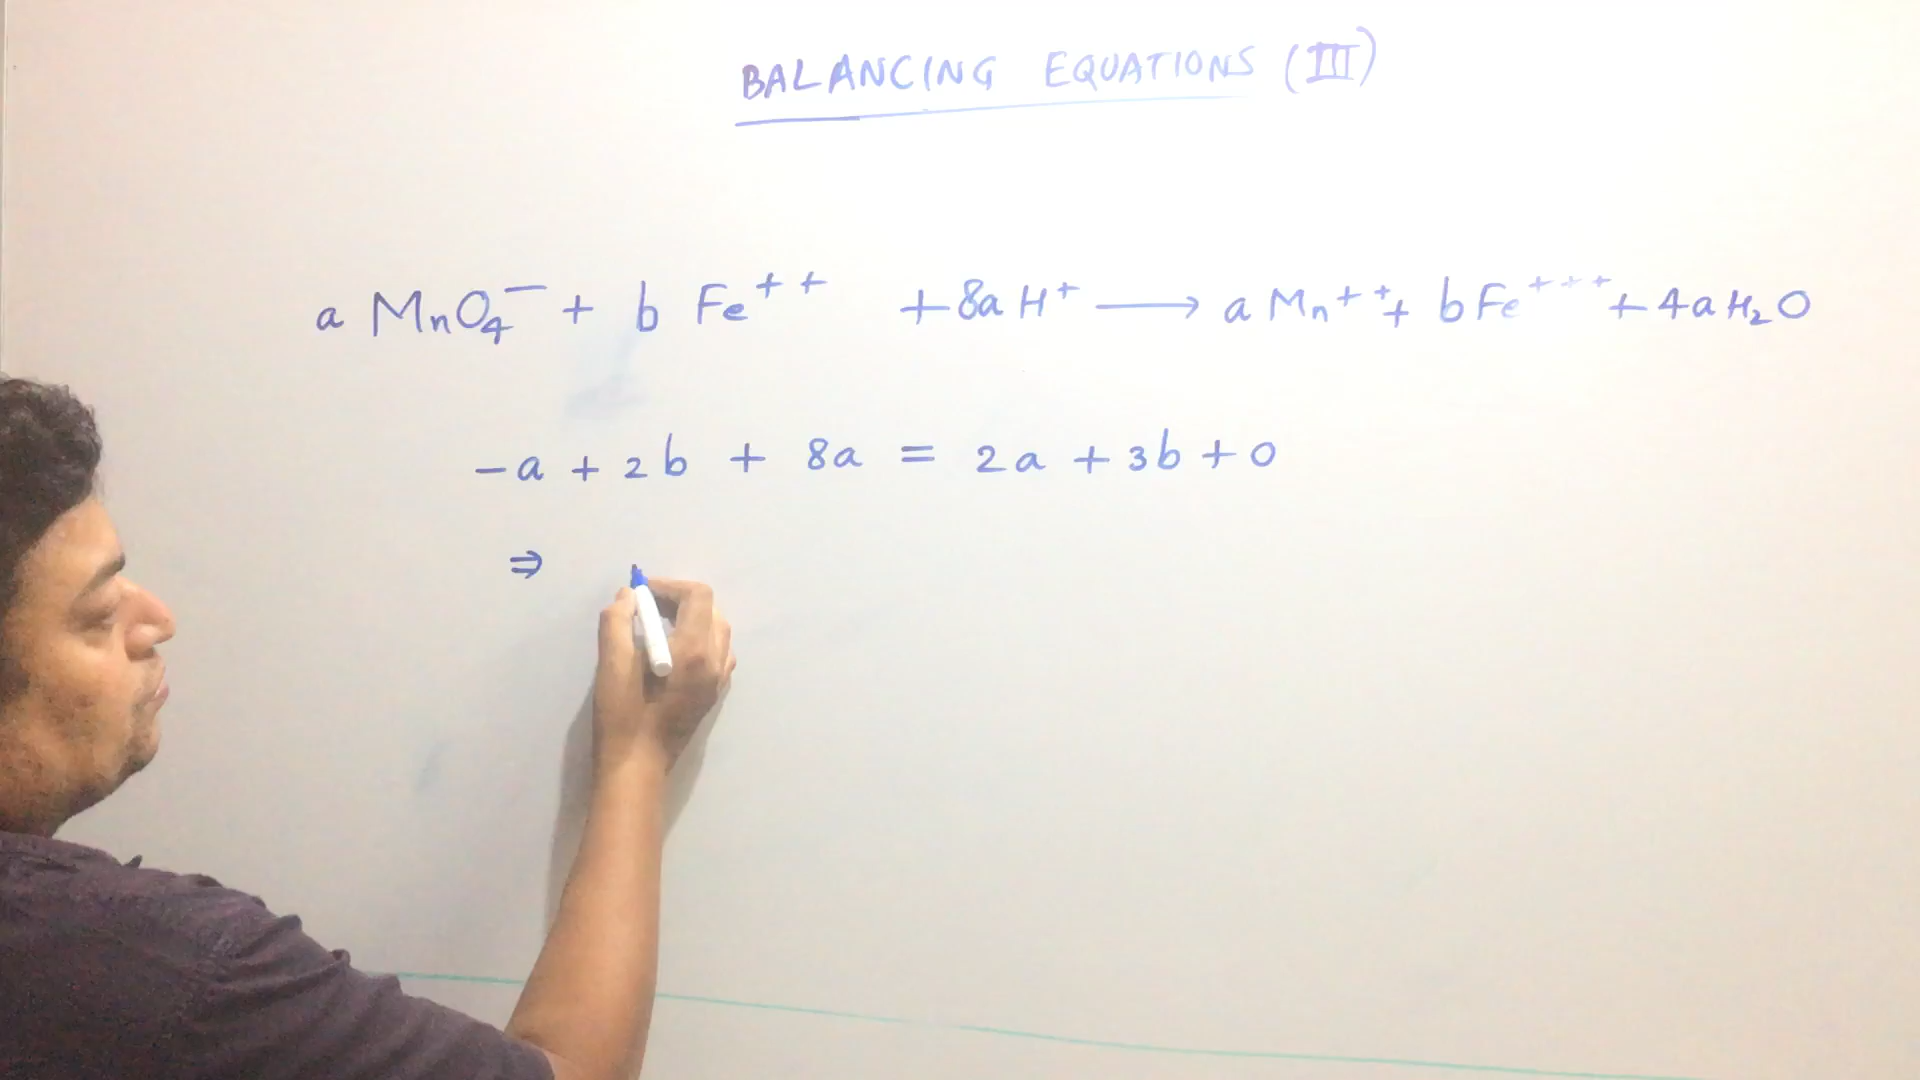 BALANCING EQUATIONS (III)
a MnO₄⁻ + b Fe⁺⁺ + 8a H⁺ ⟶ a Mn⁺⁺ + b Fe⁺⁺⁺ + 4a H₂O
-a + 2b + 8a = 2a + 3b + 0
⇒